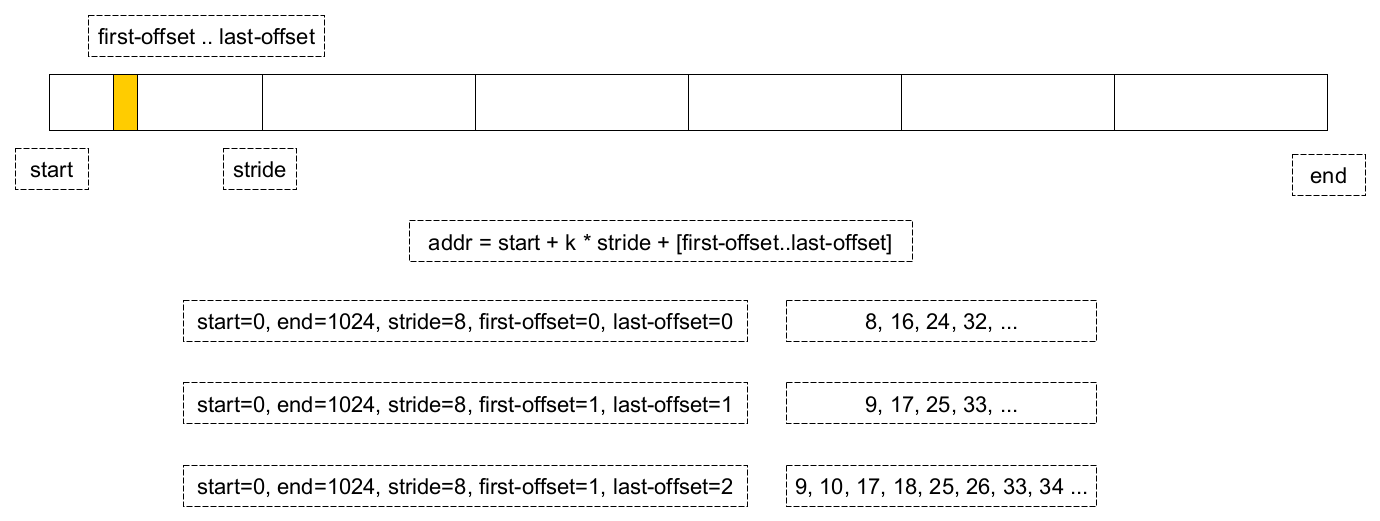 first-offset .. last-offset
start
stride
end
addr = start + k * stride + [first-offset..last-offset]
start=0, end=1024, stride=8, first-offset=0, last-offset=0
8, 16, 24, 32, ...
start=0, end=1024, stride=8, first-offset=1, last-offset=1
9, 17, 25, 33, ...
start=0, end=1024, stride=8, first-offset=1, last-offset=2
9, 10, 17, 18, 25, 26, 33, 34 ...